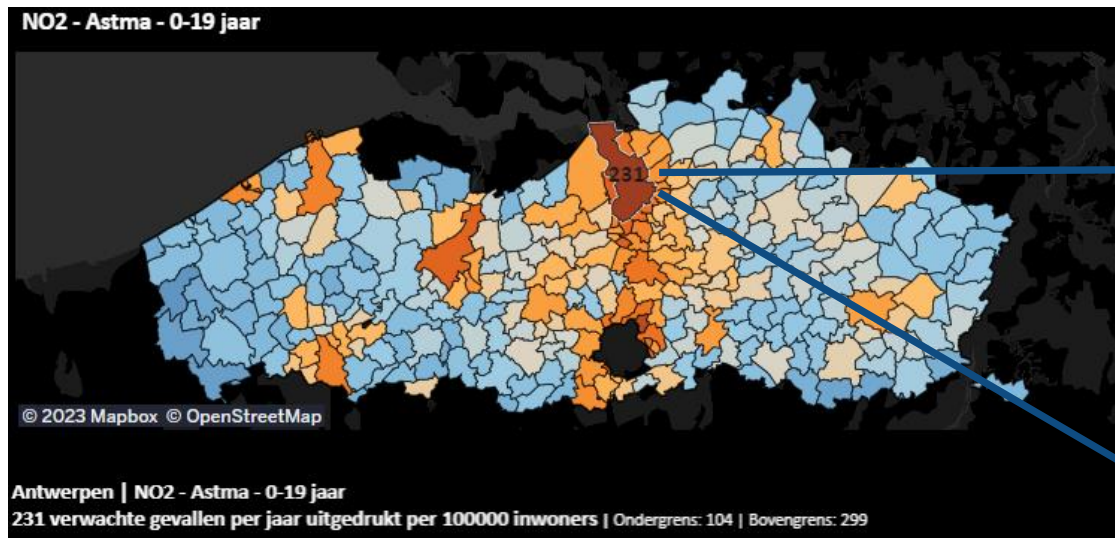 NO2 - Astma - 0-19 jaar
231
© 2023 Mapbox © OpenStreetMap
Antwerpen | NO2 - Astma - 0-19 jaar
231 verwachte gevallen per jaar uitgedrukt per 100000 inwoners | Ondergrens: 104 | Bovengrens: 299